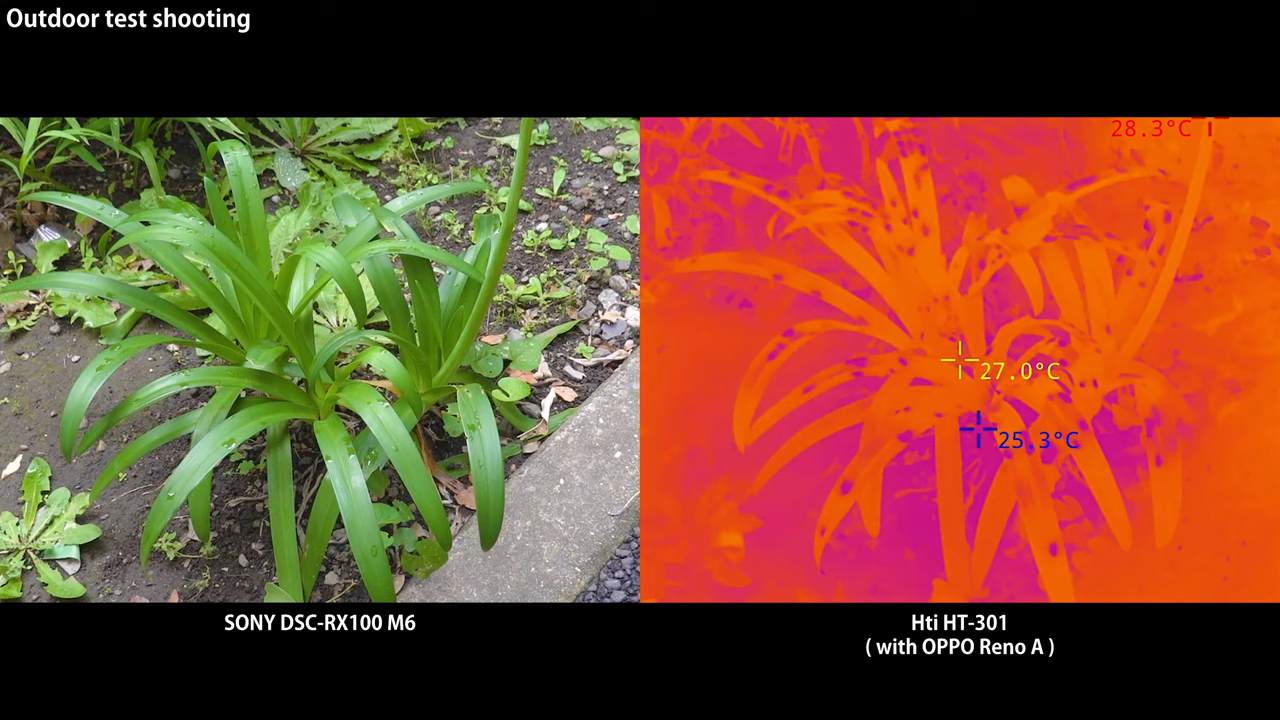 Outdoor test shooting
28.3°C
27.0°C
25.3°C
SONY DSC-RX100 M6
Hti HT-301
( with OPPO Reno A )